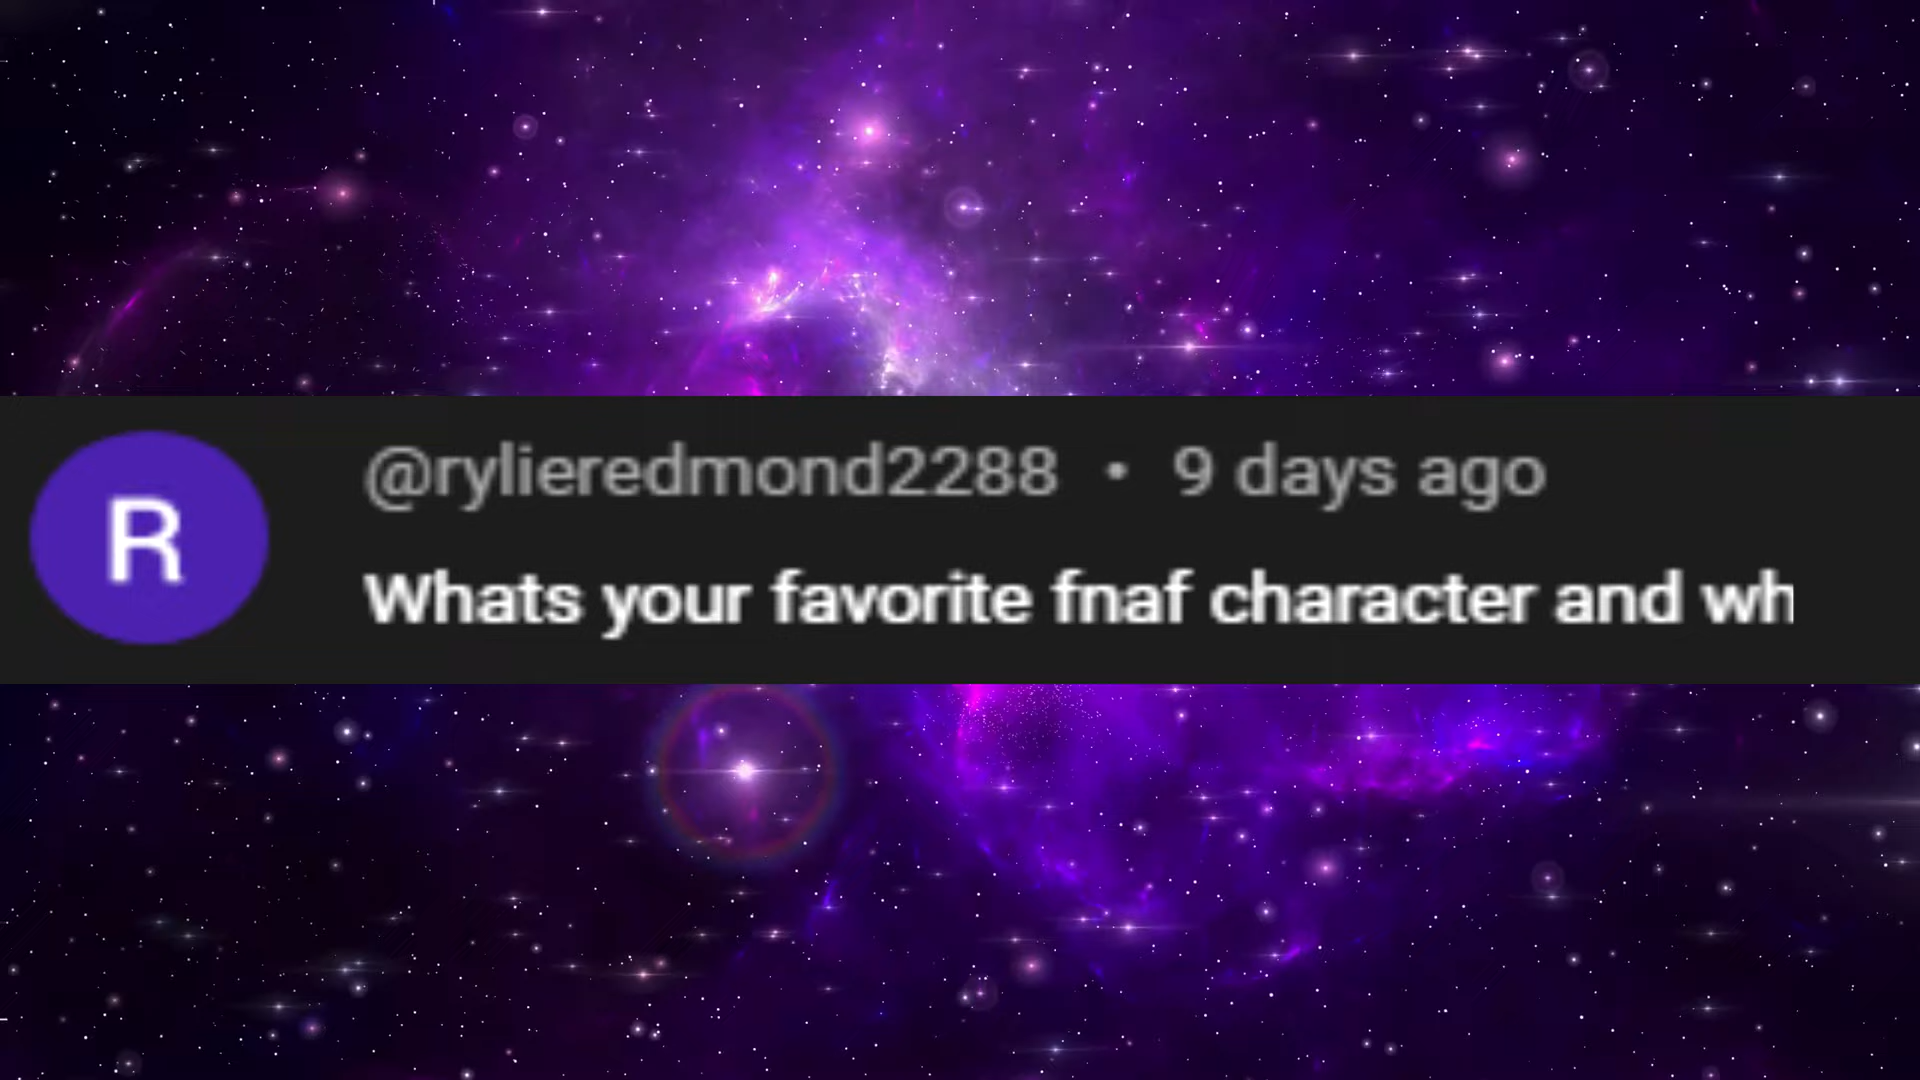 R
@rylieredmond2288 • 9 days ago
Whats your favorite fnaf character and wh